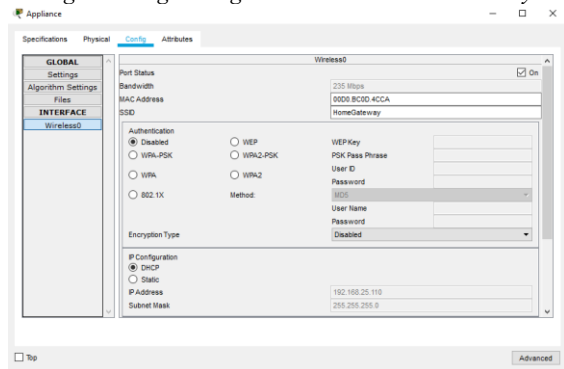 Appliance
Specifications Physical Config Attributes
GLOBAL
Settings
Algorithm Settings
Files
INTERFACE
Wireless0
Wireless0
Port Status On
Bandwidth 235 Mbps
MAC Address 00D0.BC0D.4CCA
SSID HomeGateway
Authentication
Disabled WEP WEP Key
WPA-PSK WPA2-PSK PSK Pass Phrase
User ID
WPA WPA2
Password
802.1X Method: MD5
User Name
Password
Encryption Type Disabled
IP Configuration
DHCP
Static
IP Address 192.168.25.110
Subnet Mask 255.255.255.0
Top Advanced